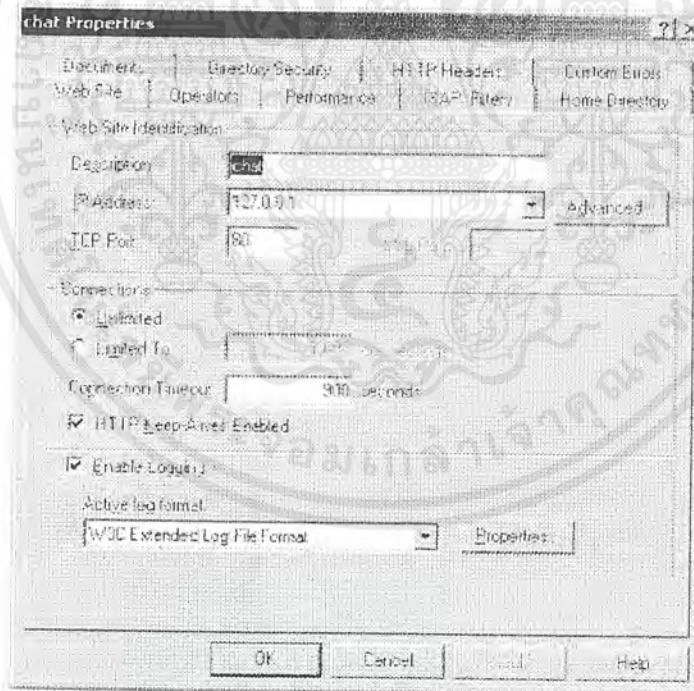 chat Properties
Documents Directory Security HTTP Headers Custom Errors
Web Site Operators Performance ISAPI Filters Home Directory
Web Site Identification
Description: chat
IP Address: 127.0.0.1 Advanced...
TCP Port: 80
Connections
Unlimited
Limited To:
Connection Timeout: 900 seconds
HTTP Keep-Alives Enabled
Enable Logging
Active log format:
W3C Extended Log File Format Properties...
OK Cancel Help